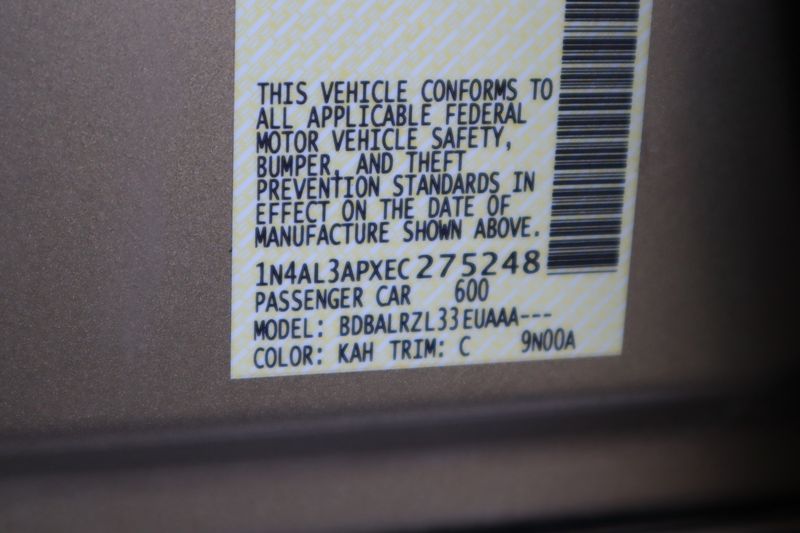 THIS VEHICLE CONFORMS TO
ALL APPLICABLE FEDERAL
MOTOR VEHICLE SAFETY,
BUMPER, AND THEFT
PREVENTION STANDARDS IN
EFFECT ON THE DATE OF
MANUFACTURE SHOWN ABOVE.
1N4AL3APXEC275248
PASSENGER CAR 600
MODEL: BDBALRZL33EUAAA---
COLOR: KAH TRIM: C 9N00A